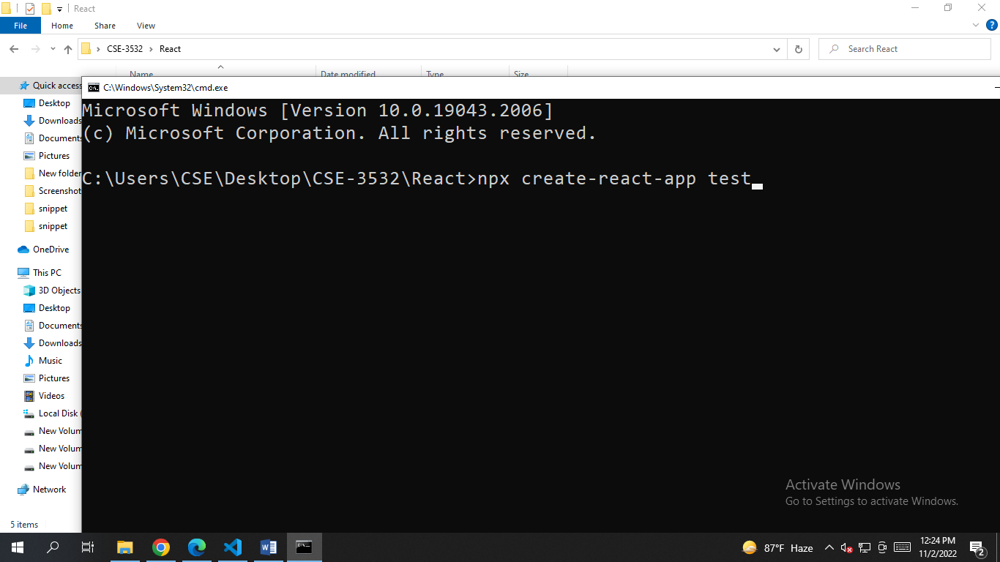 React
File Home Share View
CSE-3532 React
Search React
Name Date modified Type Size
Quick access
Desktop
Downloads
Documents
Pictures
New folder
Screenshot
snippet
snippet
OneDrive
This PC
3D Objects
Desktop
Documents
Downloads
Music
Pictures
Videos
Local Disk (
New Volum
New Volum
New Volum
Network
5 items
C:\Windows\System32\cmd.exe
Microsoft Windows [Version 10.0.19043.2006]
(c) Microsoft Corporation. All rights reserved.
C:\Users\CSE\Desktop\CSE-3532\React>npx create-react-app test
Activate Windows
Go to Settings to activate Windows.
87°F Haze
12:24 PM
11/2/2022
2